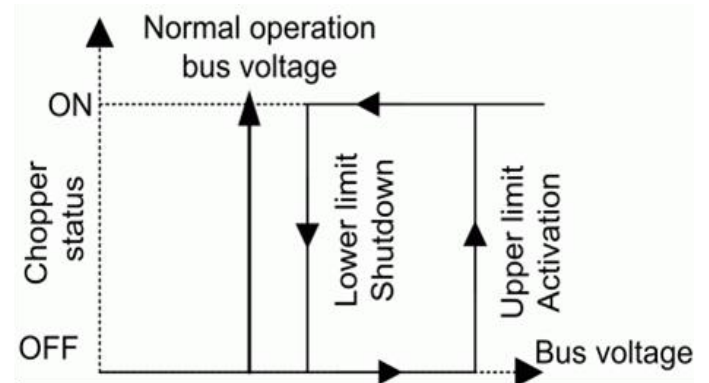 Normal operation
bus voltage
ON
Chopper
status
Lower limit
Shutdown
Upper limit
Activation
OFF
Bus voltage